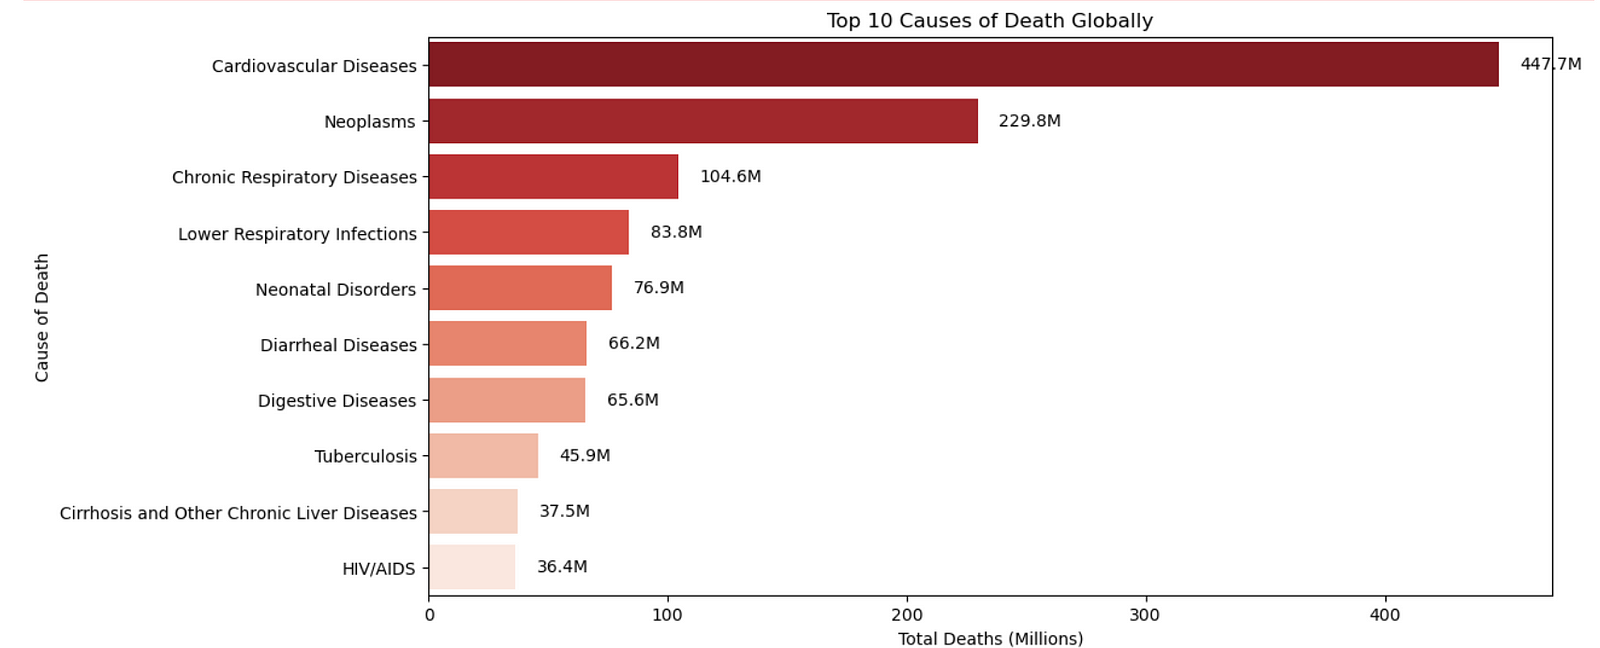 Top 10 Causes of Death Globally
Cause of Death
Cardiovascular Diseases 447.7M
Neoplasms 229.8M
Chronic Respiratory Diseases 104.6M
Lower Respiratory Infections 83.8M
Neonatal Disorders 76.9M
Diarrheal Diseases 66.2M
Digestive Diseases 65.6M
Tuberculosis 45.9M
Cirrhosis and Other Chronic Liver Diseases 37.5M
HIV/AIDS 36.4M
0 100 200 300 400
Total Deaths (Millions)